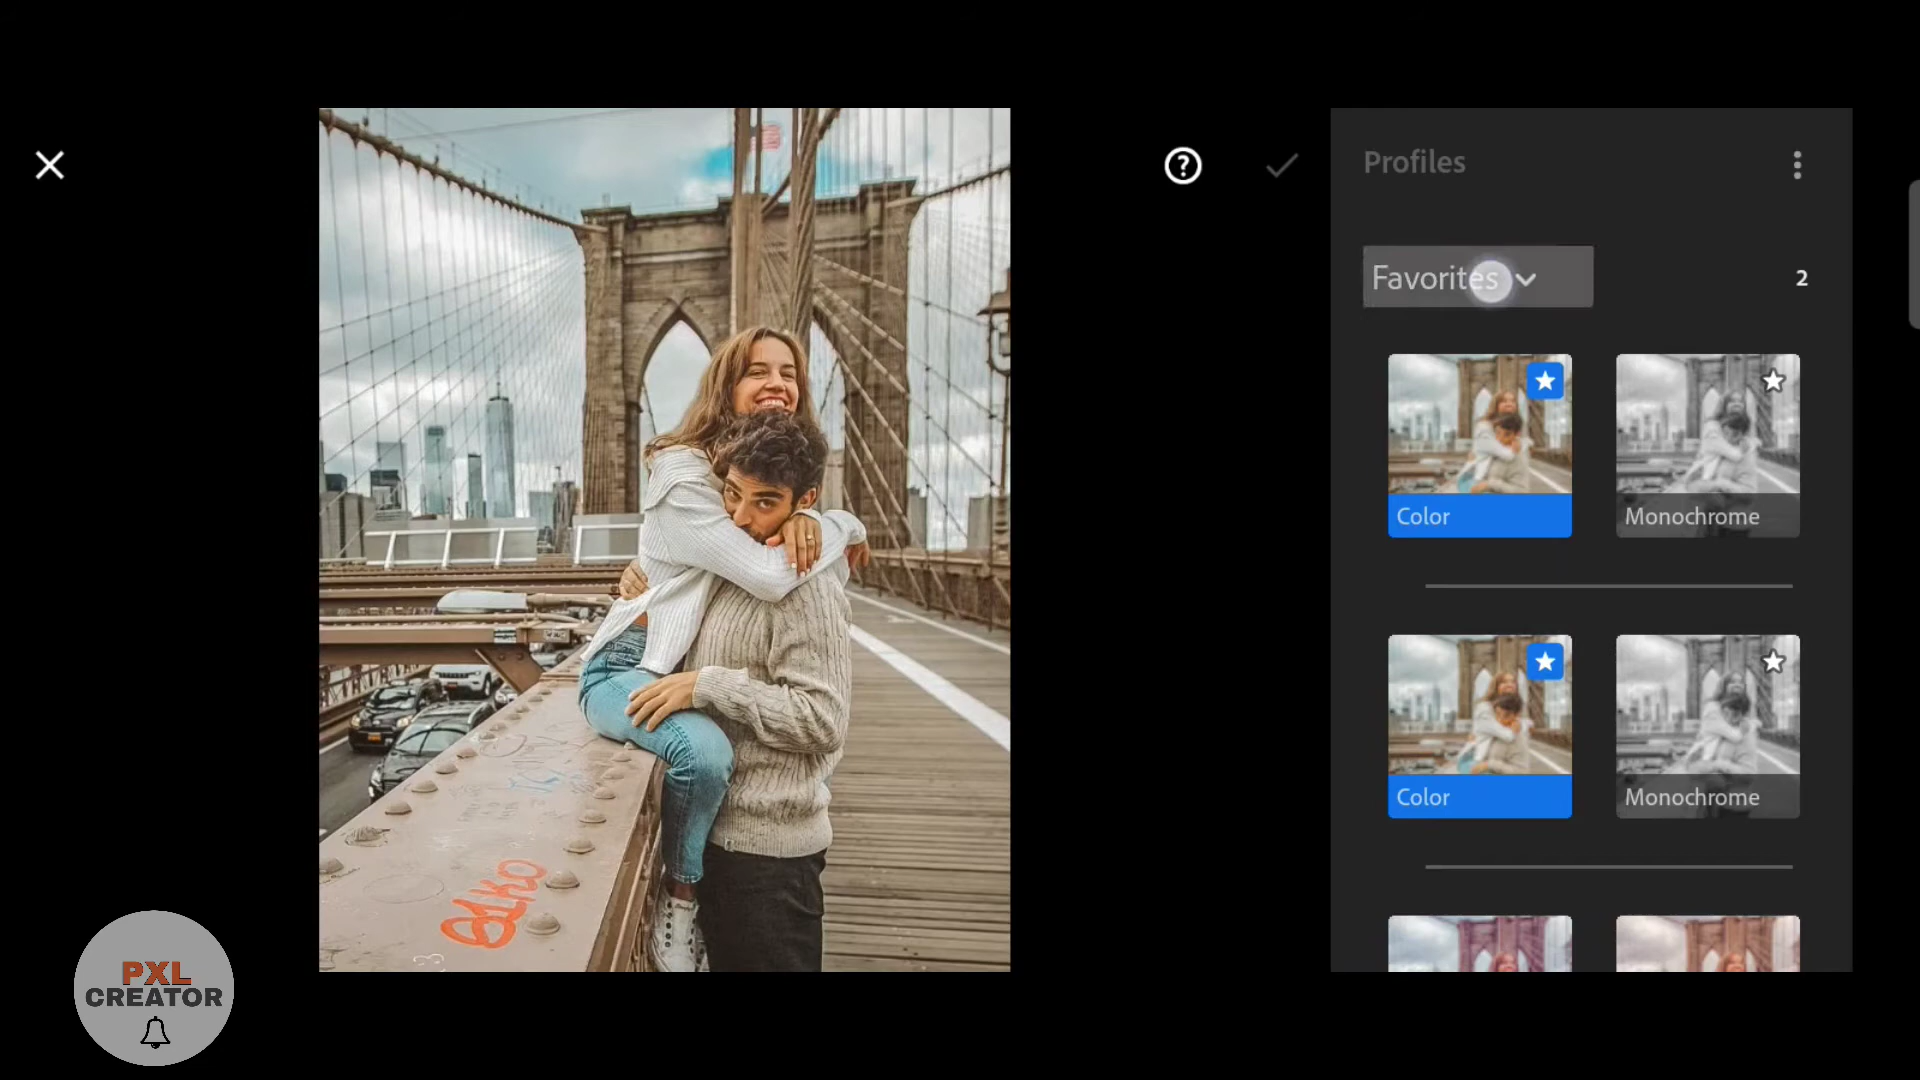 Profiles
Favorites
2
Color
Monochrome
Color
Monochrome
PXL
CREATOR